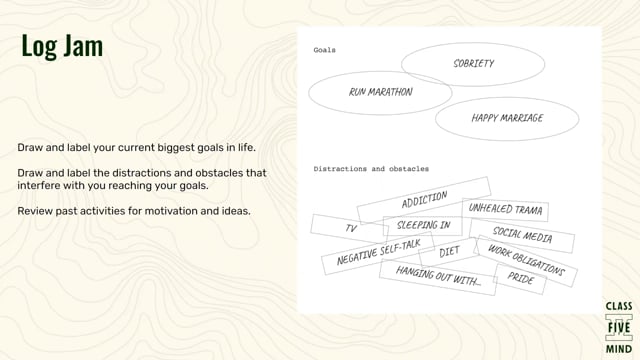 Log Jam
Draw and label your current biggest goals in life.
Draw and label the distractions and obstacles that
interfere with you reaching your goals.
Review past activities for motivation and ideas.
Goals
SOBRIETY
RUN MARATHON
HAPPY MARRIAGE
Distractions and obstacles
ADDICTION
UNHEALED TRAMA
TV
SLEEPING IN
SOCIAL MEDIA
NEGATIVE SELF-TALK
DIET
WORK OBLIGATIONS
HANGING OUT WITH...
PRIDE
CLASS
FIVE
MIND